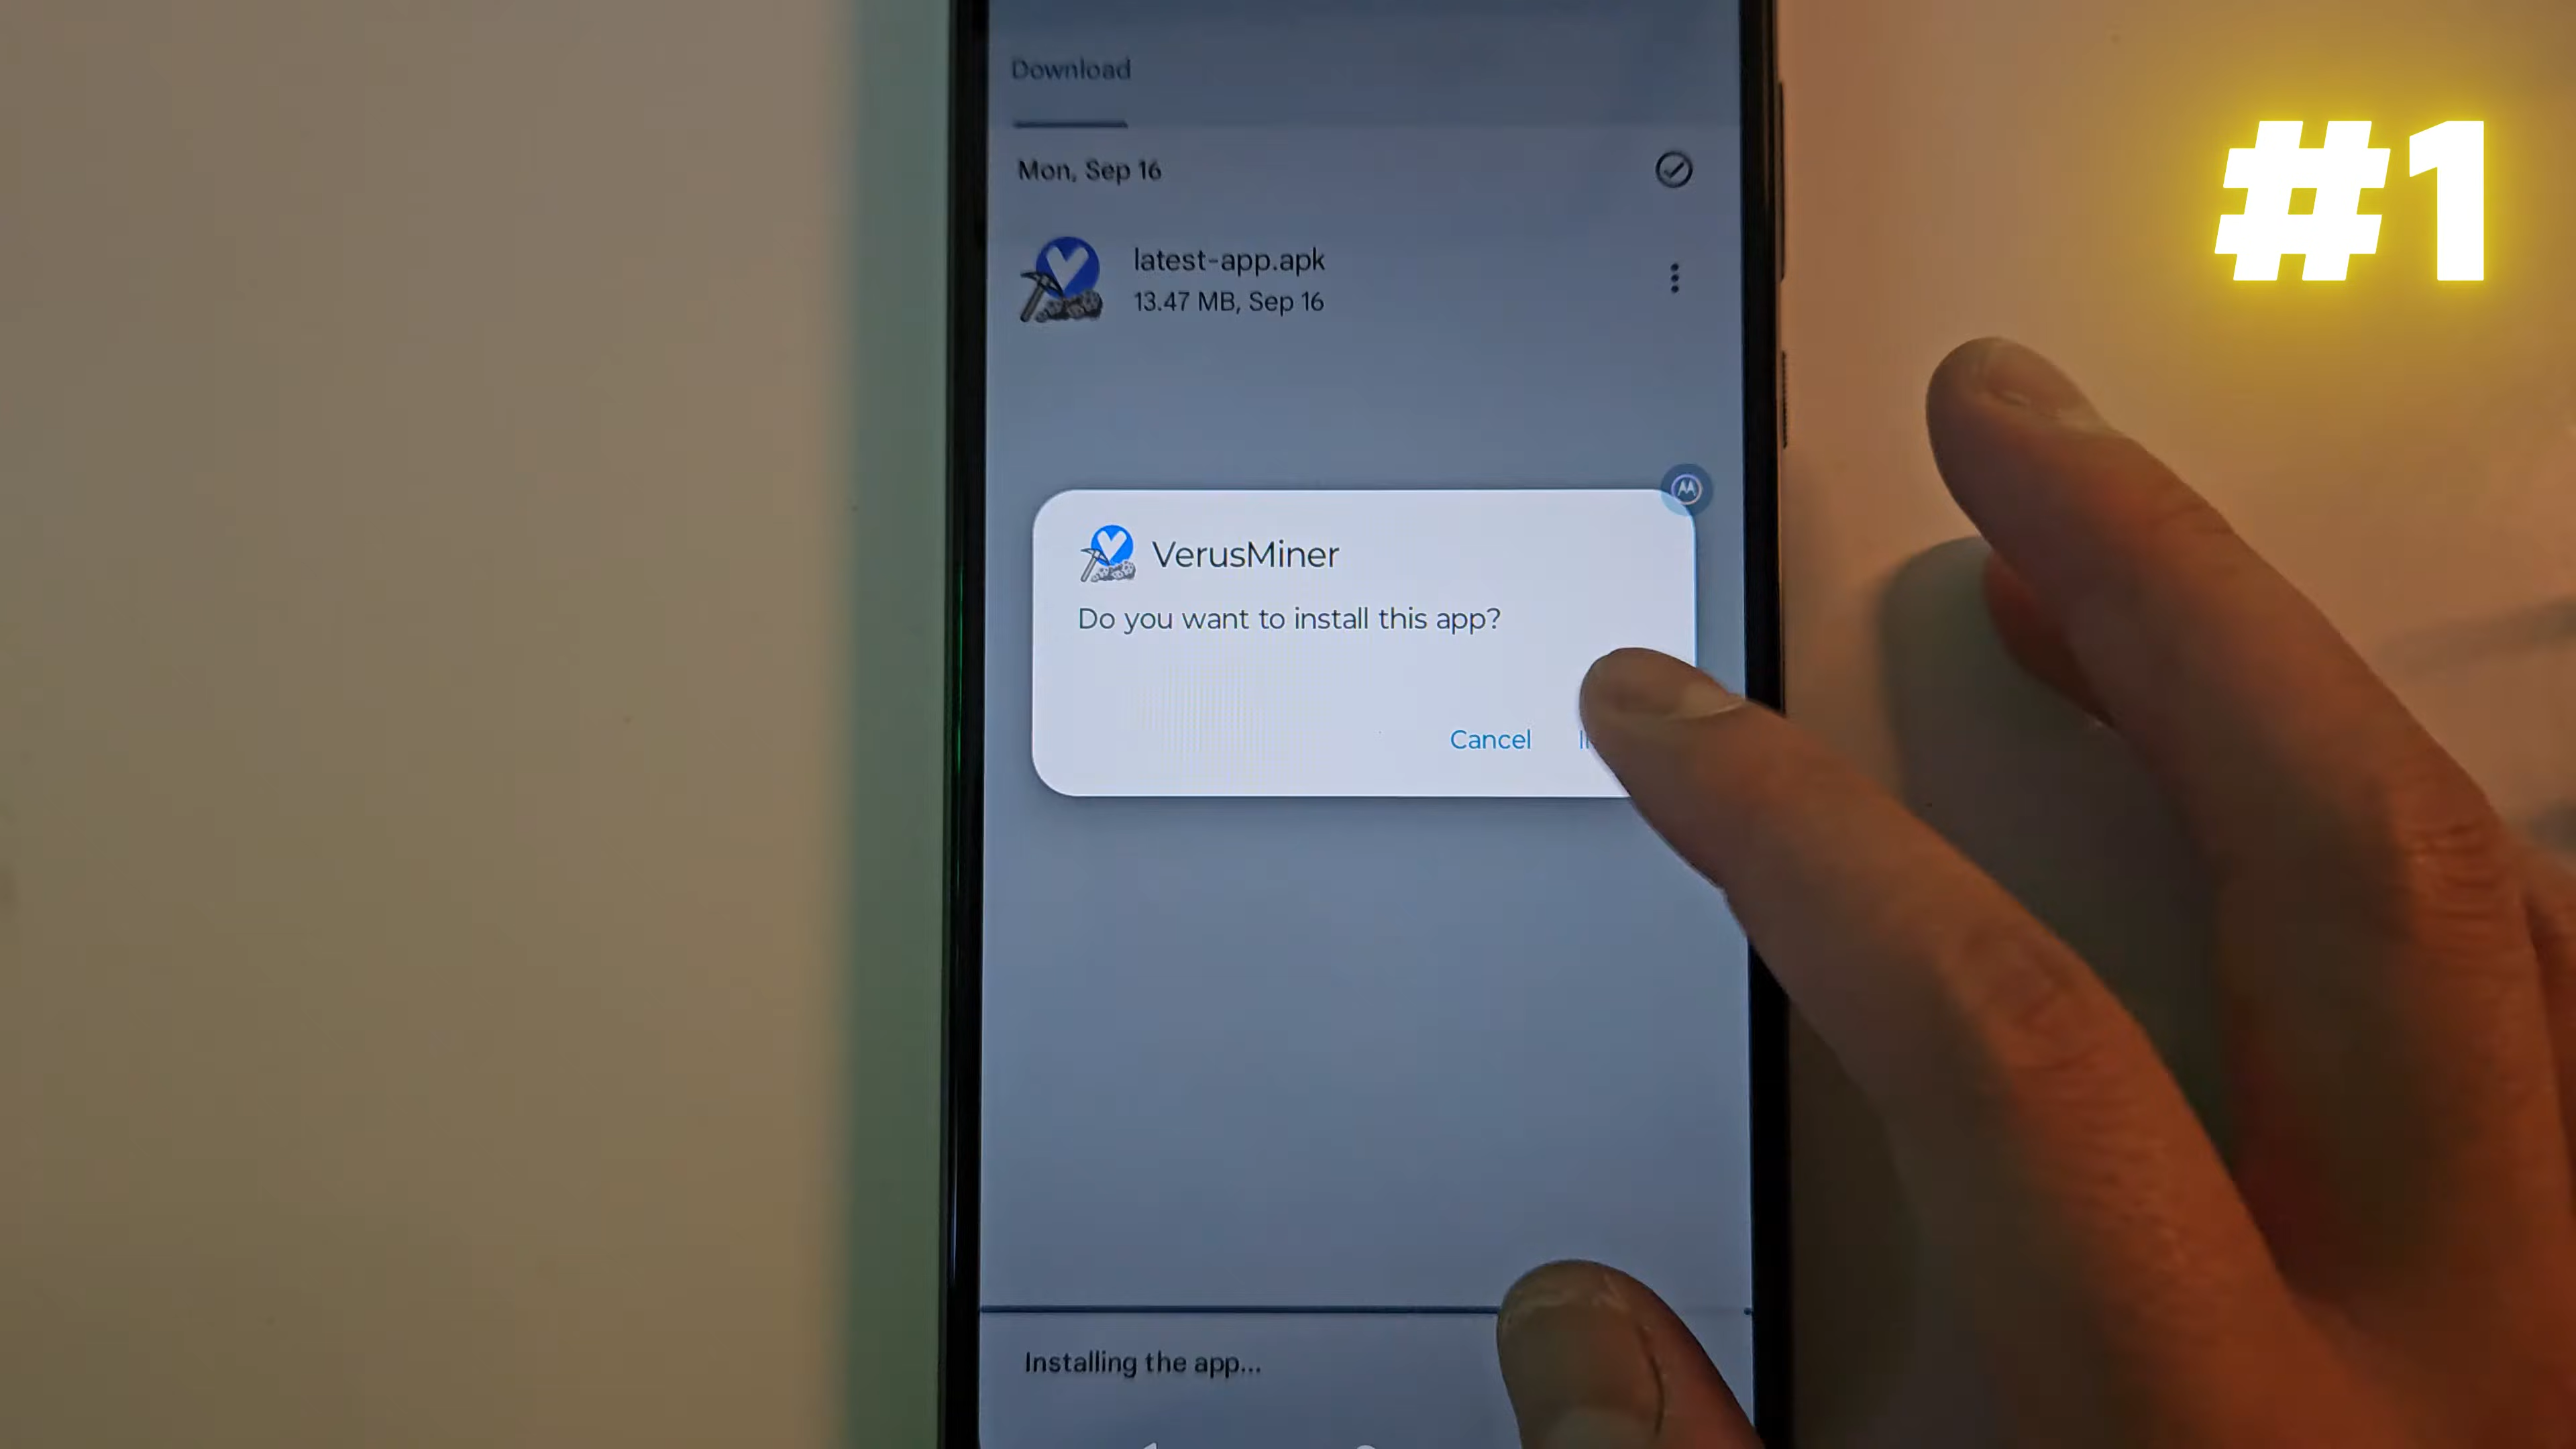 #1
Download
Mon, Sep 16
latest-app.apk
13.47 MB, Sep 16
VerusMiner
Do you want to install this app?
Cancel
Installing the app...